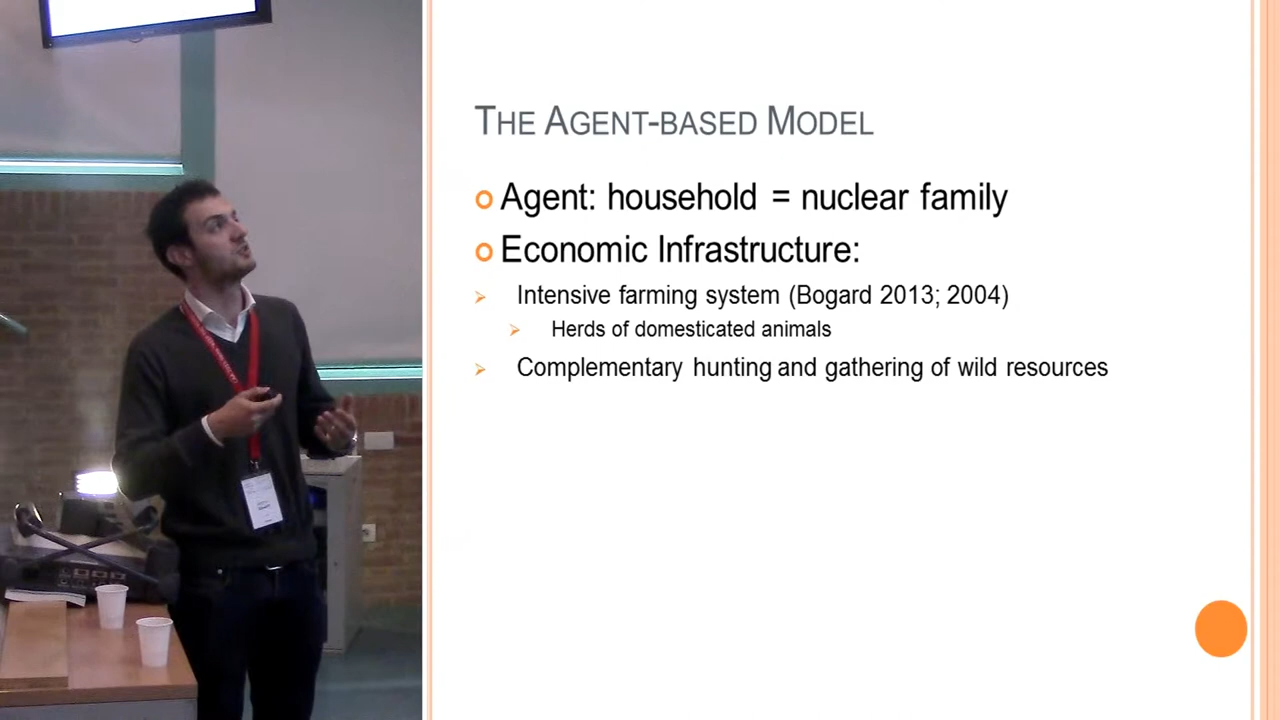 THE AGENT-BASED MODEL
Agent: household = nuclear family
Economic Infrastructure:
Intensive farming system (Bogard 2013; 2004)
Herds of domesticated animals
Complementary hunting and gathering of wild resources